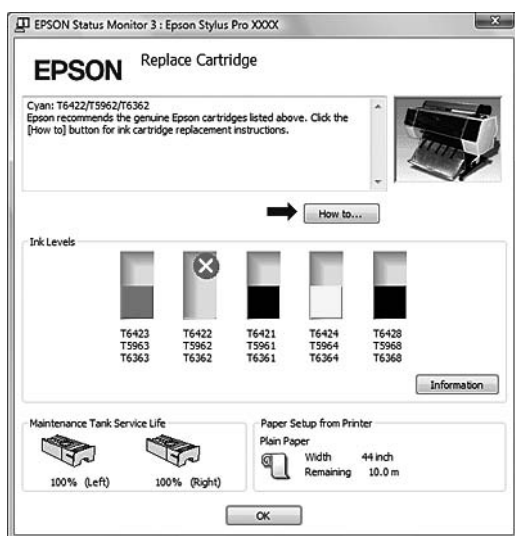 EPSON Status Monitor 3 : Epson Stylus Pro XXXX
EPSON
Replace Cartridge
Cyan: T6422/T5962/T6362
Epson recommends the genuine Epson cartridges listed above. Click the
[How to] button for ink cartridge replacement instructions.
How to...
Ink Levels
T6423 T6422 T6421 T6424 T6428
T5963 T5962 T5961 T5964 T5968
T6363 T6362 T6361 T6364 T6368
Information
Maintenance Tank Service Life
100% (Left) 100% (Right)
Paper Setup from Printer
Plain Paper
Width 44 inch
Remaining 10.0 m
OK